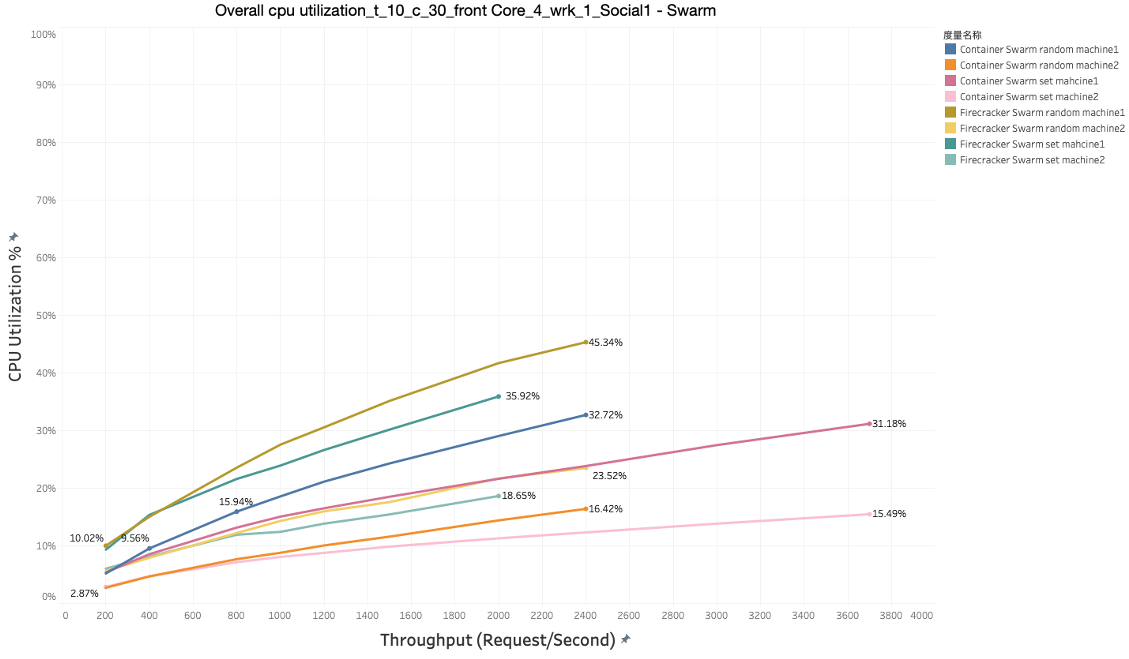 Overall cpu utilization_t_10_c_30_front Core_4_wrk_1_Social1 - Swarm
度量名称
Container Swarm random machine1
Container Swarm random machine2
Container Swarm set mahcine1
Container Swarm set machine2
Firecracker Swarm random machine1
Firecracker Swarm random machine2
Firecracker Swarm set mahcine1
Firecracker Swarm set machine2
CPU Utilization %
100%
90%
80%
70%
60%
50%
40%
30%
20%
10%
0%
45.34%
35.92%
32.72%
31.18%
23.52%
18.65%
15.94%
16.42%
15.49%
10.02%
9.56%
2.87%
0 200 400 600 800 1000 1200 1400 1600 1800 2000 2200 2400 2600 2800 3000 3200 3400 3600 3800 4000
Throughput (Request/Second)